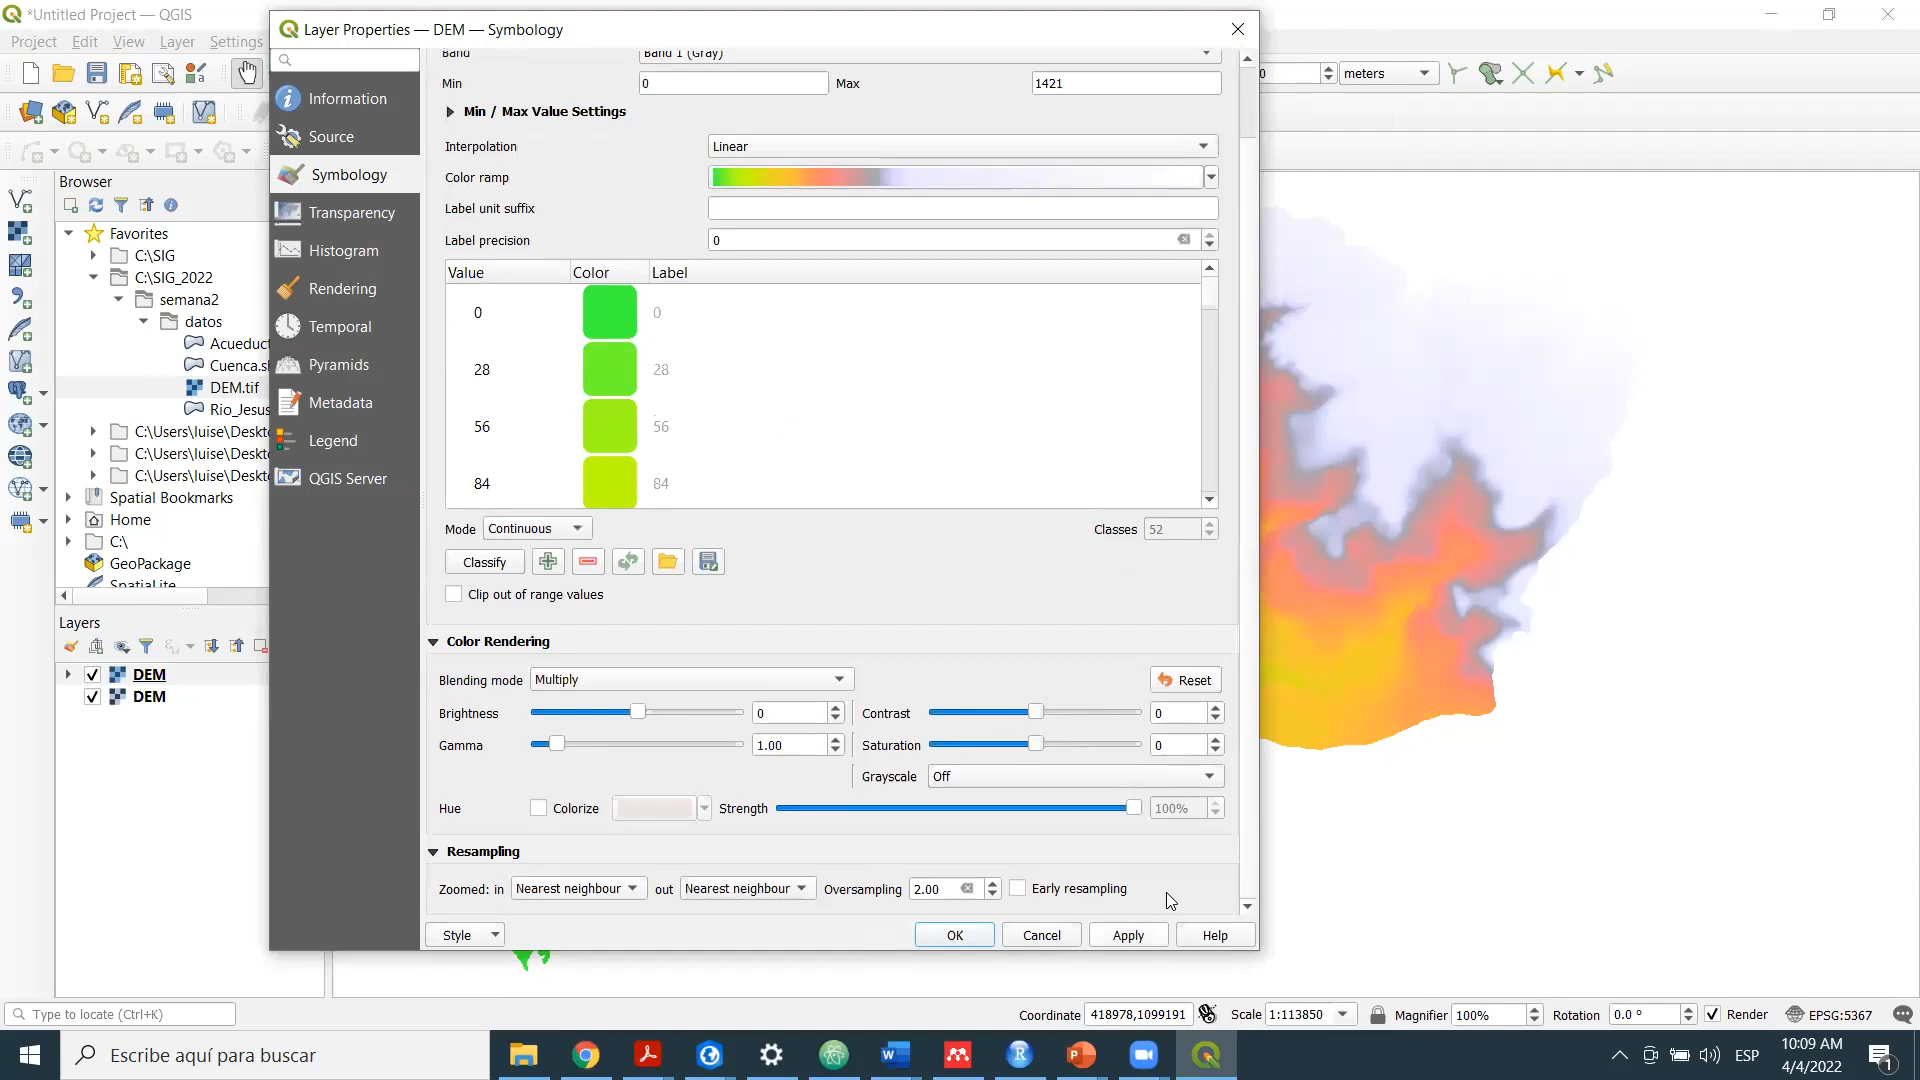 *Untitled Project — QGIS
Project Edit View Layer Settings
Layer Properties — DEM — Symbology
Band Band 1 (Gray)
Min 0 Max 1421
Min / Max Value Settings
Interpolation Linear
Color ramp
Label unit suffix
Label precision 0
Value Color Label
0 0
28 28
56 56
84 84
Mode Continuous Classes 52
Classify
Clip out of range values
Color Rendering
Blending mode Multiply Reset
Brightness 0 Contrast 0
Gamma 1.00 Saturation 0
Grayscale Off
Hue Colorize Strength 100%
Resampling
Zoomed: in Nearest neighbour out Nearest neighbour Oversampling 2.00 Early resampling
Style OK Cancel Apply Help
Information
Source
Symbology
Transparency
Histogram
Rendering
Temporal
Pyramids
Metadata
Legend
QGIS Server
0 meters
Browser
Favorites
C:\SIG
C:\SIG_2022
semana2
datos
Acueduct
Cuenca.sh
DEM.tif
Rio_Jesus
C:\Users\luise\Deskto
C:\Users\luise\Deskto
C:\Users\luise\Deskto
Spatial Bookmarks
Home
C:\
GeoPackage
SpatiaLite
Layers
DEM
DEM
Type to locate (Ctrl+K) Coordinate 418978,1099191 Scale 1:113850 Magnifier 100% Rotation 0.0 ° Render EPSG:5367
Escribe aquí para buscar
ESP
10:09 AM
4/4/2022
1